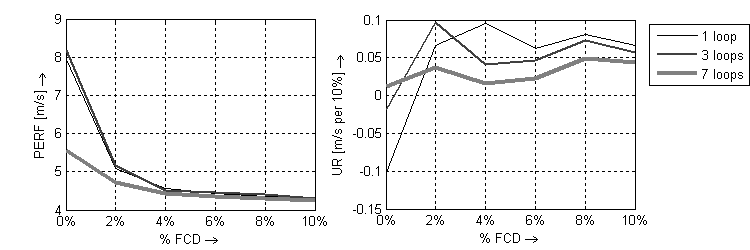 9
8
7
6
5
4
PERF [m/s] →
0% 2% 4% 6% 8% 10%
% FCD →
0.1
0.05
0
-0.05
-0.1
-0.15
UR [m/s per 10%] →
0% 2% 4% 6% 8% 10%
% FCD →
1 loop
3 loops
7 loops